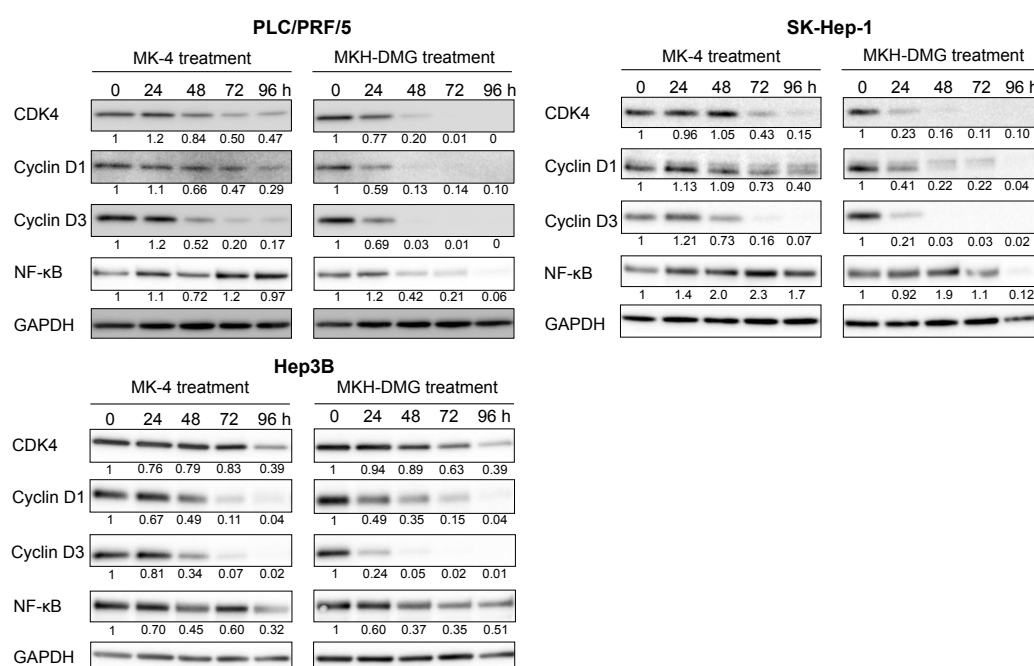 PLC/PRF/5
MK-4 treatment MKH-DMG treatment
0 24 48 72 96 h 0 24 48 72 96 h
CDK4
1 1.2 0.84 0.50 0.47 1 0.77 0.20 0.01 0
Cyclin D1
1 1.1 0.66 0.47 0.29 1 0.59 0.13 0.14 0.10
Cyclin D3
1 1.2 0.52 0.20 0.17 1 0.69 0.03 0.01 0
NF-κB
1 1.1 0.72 1.2 0.97 1 1.2 0.42 0.21 0.06
GAPDH
SK-Hep-1
MK-4 treatment MKH-DMG treatment
0 24 48 72 96 h 0 24 48 72 96 h
CDK4
1 0.96 1.05 0.43 0.15 1 0.23 0.16 0.11 0.10
Cyclin D1
1 1.13 1.09 0.73 0.40 1 0.41 0.22 0.22 0.04
Cyclin D3
1 1.21 0.73 0.16 0.07 1 0.21 0.03 0.03 0.02
NF-κB
1 1.4 2.0 2.3 1.7 1 0.92 1.9 1.1 0.12
GAPDH
Hep3B
MK-4 treatment MKH-DMG treatment
0 24 48 72 96 h 0 24 48 72 96 h
CDK4
1 0.76 0.79 0.83 0.39 1 0.94 0.89 0.63 0.39
Cyclin D1
1 0.67 0.49 0.11 0.04 1 0.49 0.35 0.15 0.04
Cyclin D3
1 0.81 0.34 0.07 0.02 1 0.24 0.05 0.02 0.01
NF-κB
1 0.70 0.45 0.60 0.32 1 0.60 0.37 0.35 0.51
GAPDH